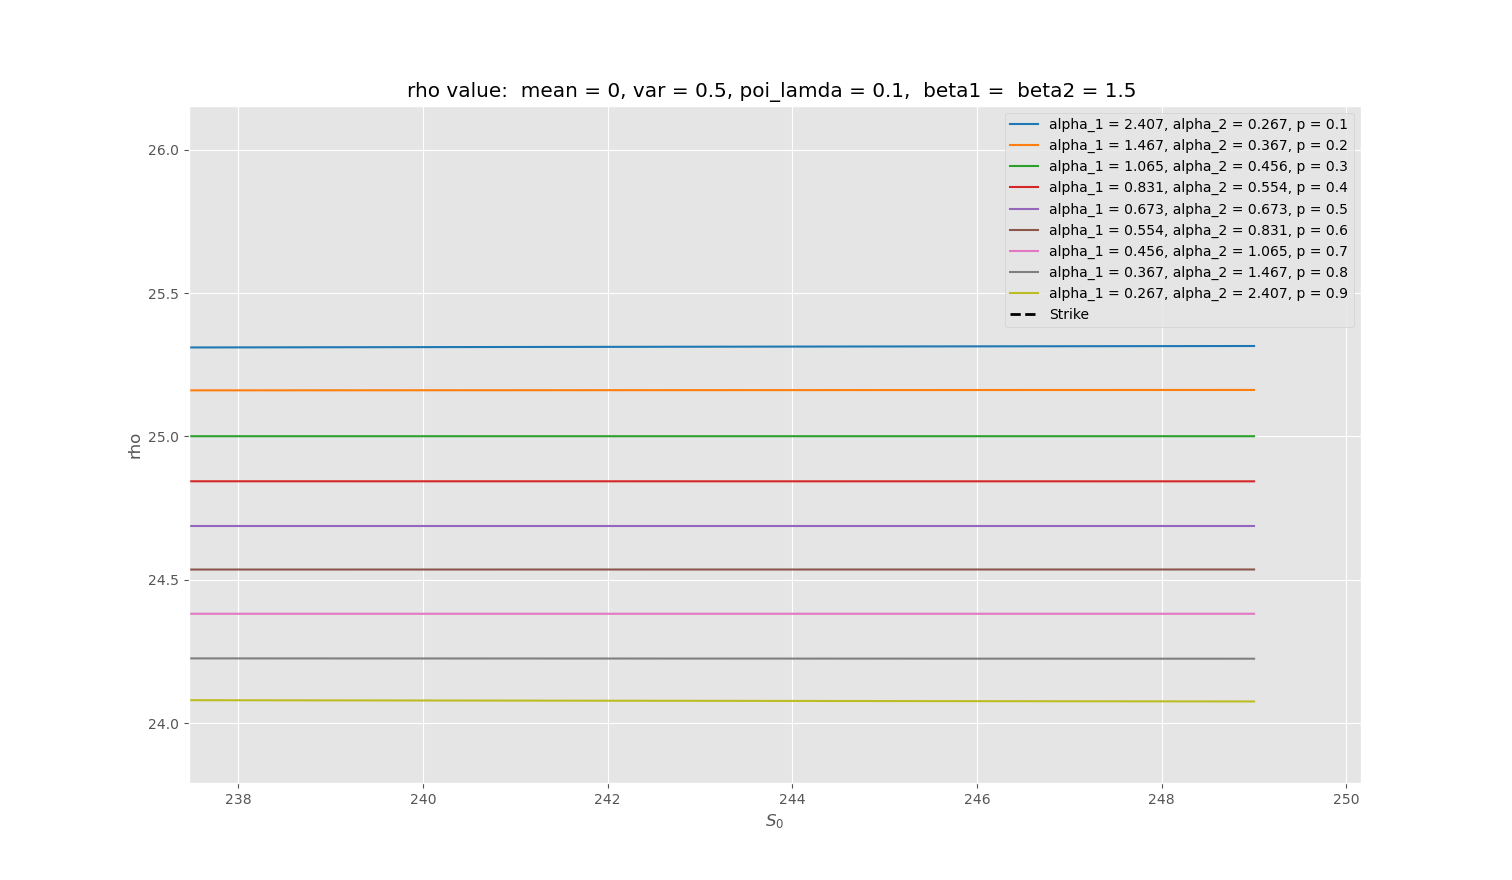 rho value:  mean = 0, var = 0.5, poi_lamda = 0.1,  beta1 =  beta2 = 1.5
alpha_1 = 2.407, alpha_2 = 0.267, p = 0.1
alpha_1 = 1.467, alpha_2 = 0.367, p = 0.2
alpha_1 = 1.065, alpha_2 = 0.456, p = 0.3
alpha_1 = 0.831, alpha_2 = 0.554, p = 0.4
alpha_1 = 0.673, alpha_2 = 0.673, p = 0.5
alpha_1 = 0.554, alpha_2 = 0.831, p = 0.6
alpha_1 = 0.456, alpha_2 = 1.065, p = 0.7
alpha_1 = 0.367, alpha_2 = 1.467, p = 0.8
alpha_1 = 0.267, alpha_2 = 2.407, p = 0.9
Strike
rho
26.0
25.5
25.0
24.5
24.0
238 240 242 244 246 248 250
S_0